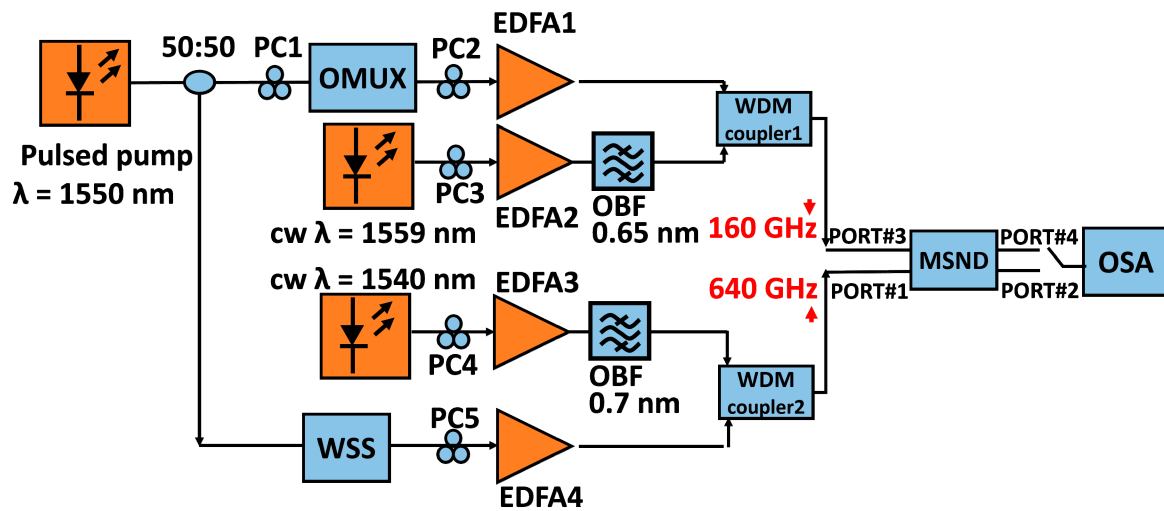 EDFA1
50:50
PC1
PC2
OMUX
WDM
coupler1
Pulsed pump
λ = 1550 nm
PC3
EDFA2
OBF
0.65 nm
cw λ = 1559 nm
160 GHz
PORT#3
PORT#4
MSND
OSA
cw λ = 1540 nm
EDFA3
640 GHz
PORT#1
PORT#2
PC4
OBF
0.7 nm
WDM
coupler2
PC5
WSS
EDFA4